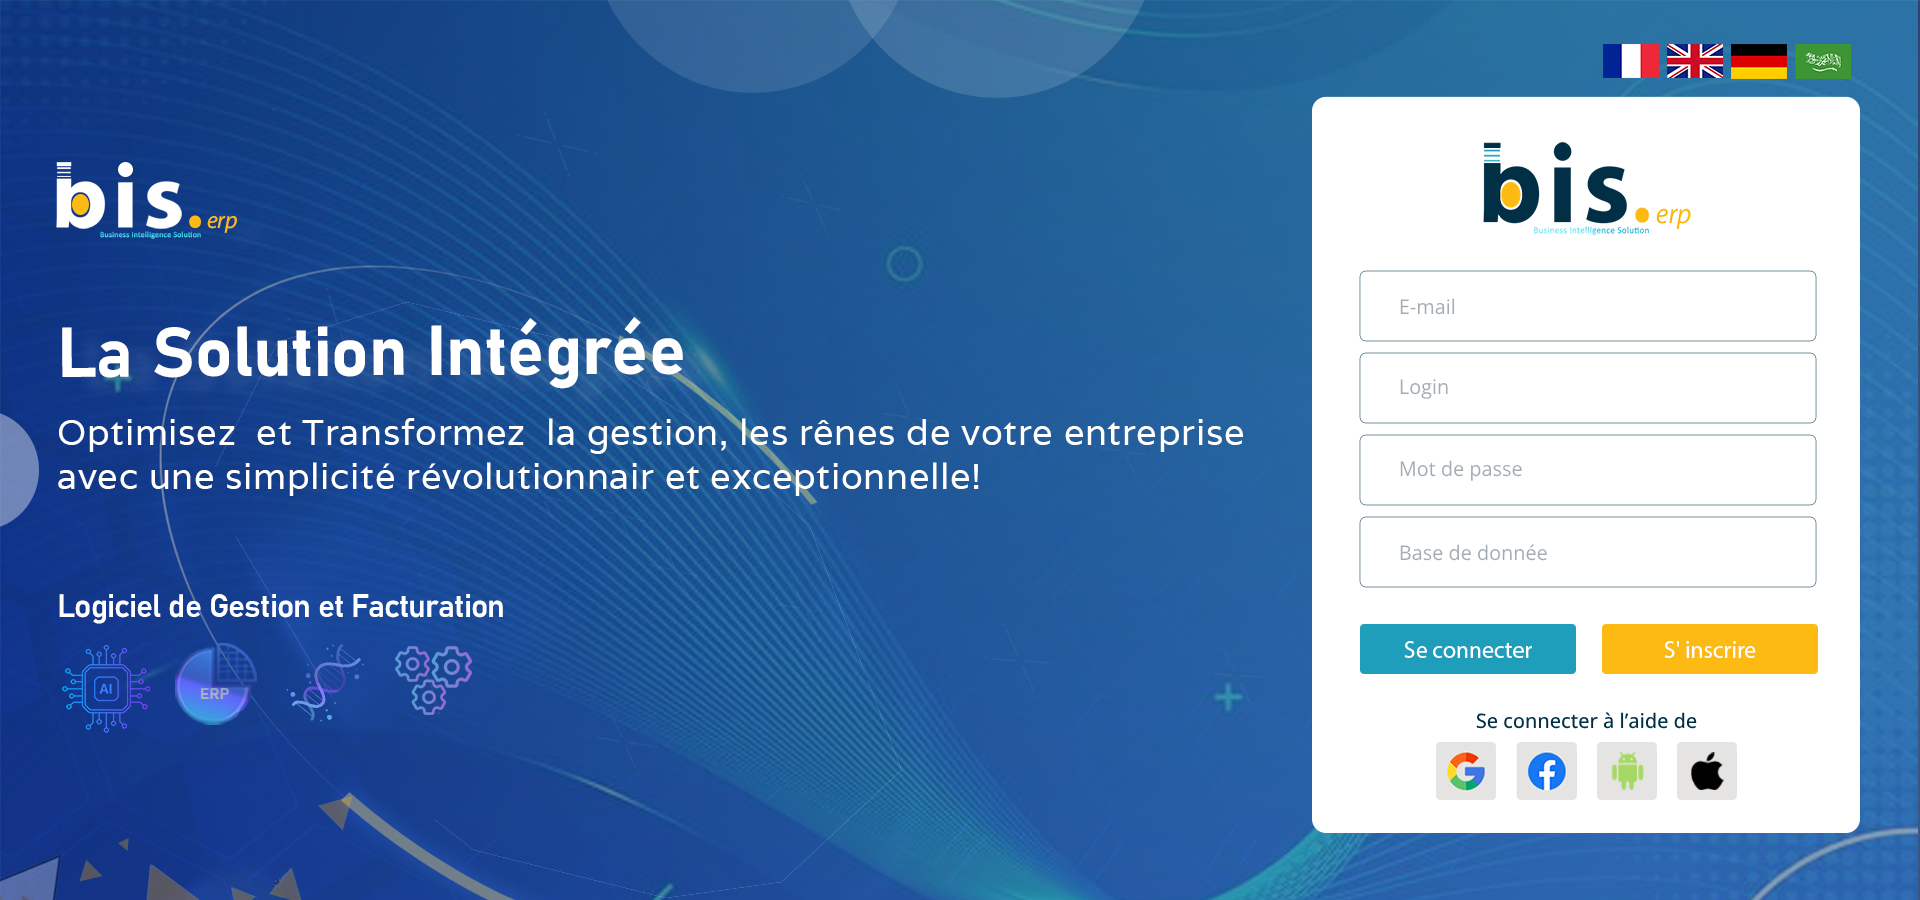 bis.erp
Business Intelligence Solution
La Solution Intégrée
Optimisez et Transformez la gestion, les rênes de votre entreprise
avec une simplicité révolutionnair et exceptionnelle!
Logiciel de Gestion et Facturation
AI
ERP
bis.erp
Business Intelligence Solution
E-mail
Login
Mot de passe
Base de donnée
Se connecter
S' inscrire
Se connecter à l’aide de